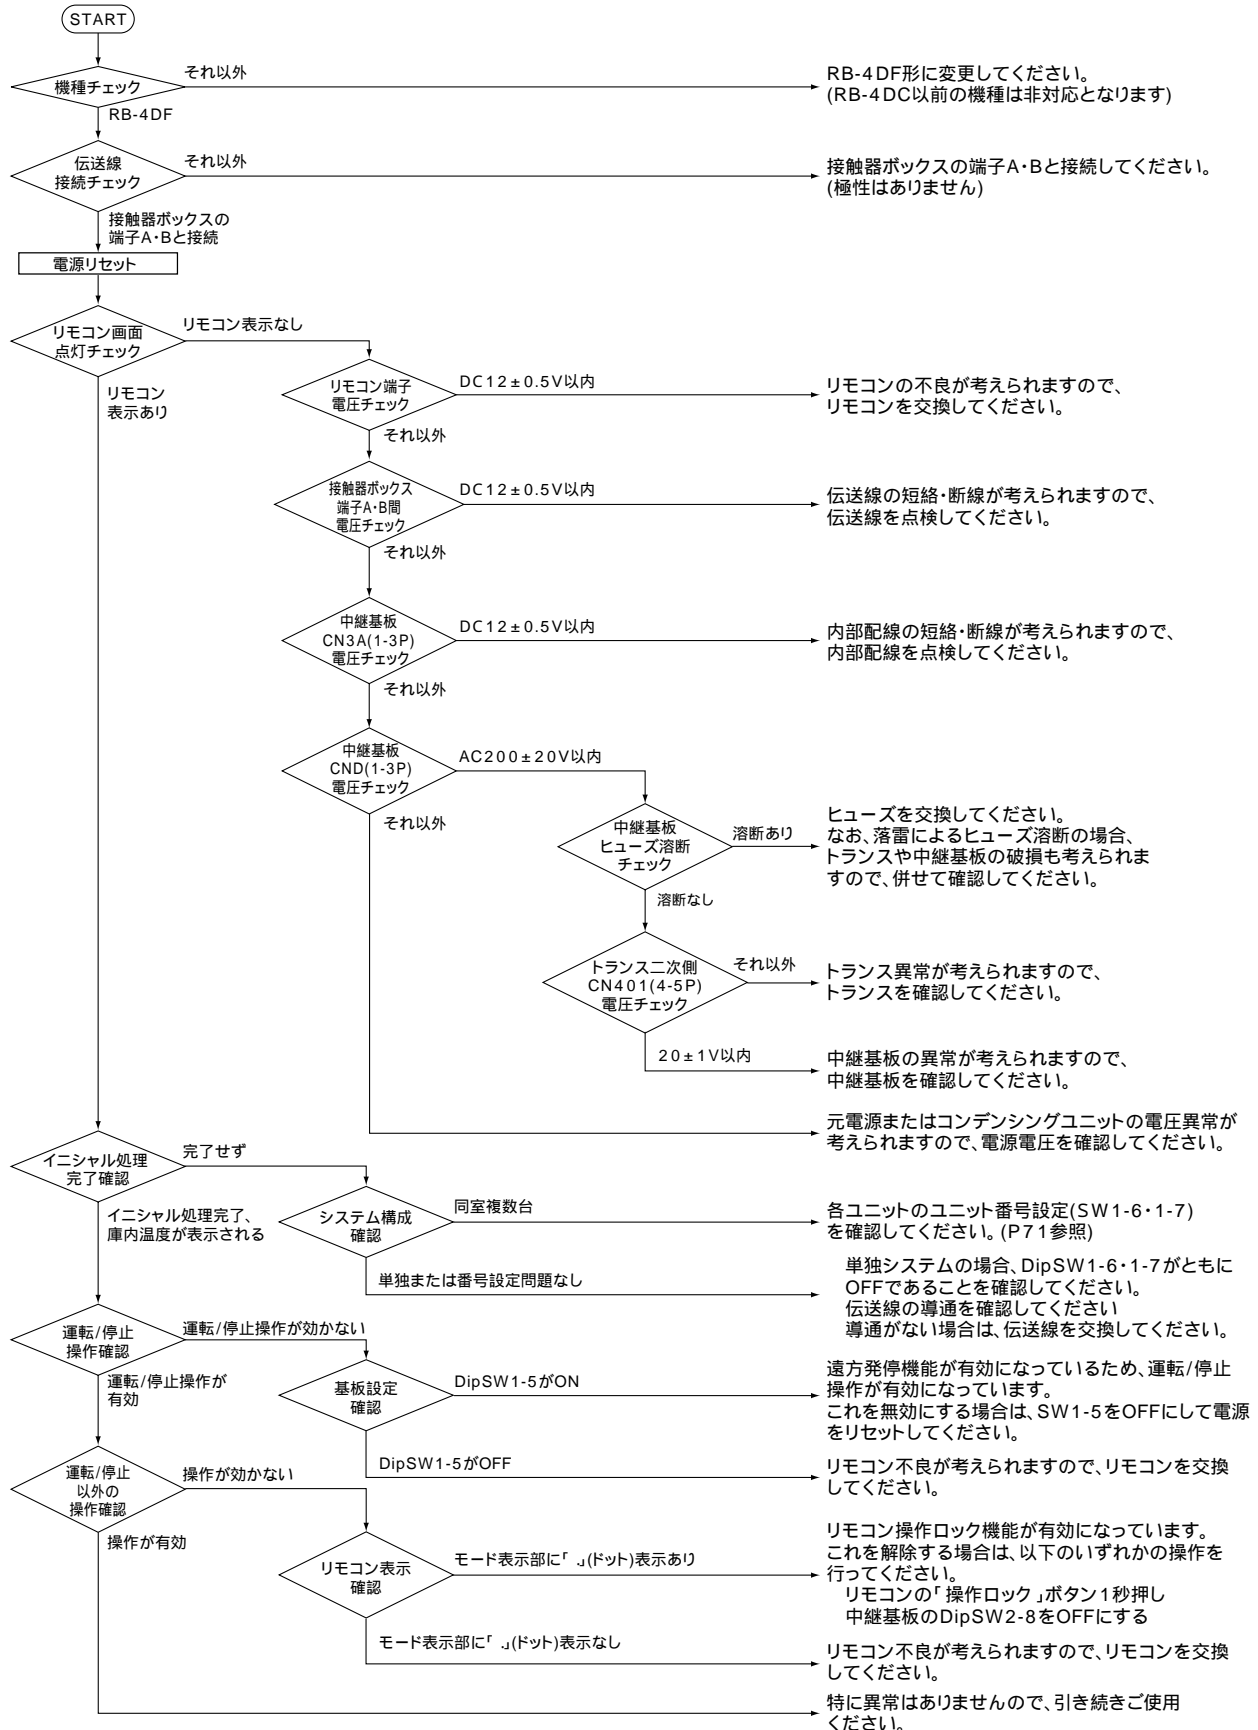 START
機種チェック
それ以外
RB-4DF形に変更してください。
(RB-4DC以前の機種は非対応となります)
RB-4DF
伝送線
接続チェック
それ以外
接触器ボックスの端子A・Bと接続してください。
(極性はありません)
接触器ボックスの
端子A・Bと接続
電源リセット
リモコン画面
点灯チェック
リモコン表示なし
リモコン
表示あり
リモコン端子
電圧チェック
DC12±0.5V以内
リモコンの不良が考えられますので、
リモコンを交換してください。
それ以外
接触器ボックス
端子A・B間
電圧チェック
DC12±0.5V以内
伝送線の短絡・断線が考えられますので、
伝送線を点検してください。
それ以外
中継基板
CN3A(1-3P)
電圧チェック
DC12±0.5V以内
内部配線の短絡・断線が考えられますので、
内部配線を点検してください。
それ以外
中継基板
CND(1-3P)
電圧チェック
AC200±20V以内
それ以外
中継基板
ヒューズ溶断
チェック
溶断あり
ヒューズを交換してください。
なお、落雷によるヒューズ溶断の場合、
トランスや中継基板の破損も考えられま
すので、併せて確認してください。
溶断なし
トランス二次側
CN401(4-5P)
電圧チェック
それ以外
トランス異常が考えられますので、
トランスを確認してください。
20±1V以内
中継基板の異常が考えられますので、
中継基板を確認してください。
元電源またはコンデンシングユニットの電圧異常が
考えられますので、電源電圧を確認してください。
イニシャル処理
完了確認
完了せず
イニシャル処理完了、
庫内温度が表示される
システム構成
確認
同室複数台
各ユニットのユニット番号設定(SW1-6・1-7)
を確認してください。(P71参照)
単独または番号設定問題なし
単独システムの場合、DipSW1-6・1-7がともに
OFFであることを確認してください。
伝送線の導通を確認してください
導通がない場合は、伝送線を交換してください。
運転/停止
操作確認
運転/停止操作が効かない
運転/停止操作が
有効
基板設定
確認
DipSW1-5がON
遠方発停機能が有効になっているため、運転/停止
操作が有効になっています。
これを無効にする場合は、SW1-5をOFFにして電源
をリセットしてください。
DipSW1-5がOFF
リモコン不良が考えられますので、リモコンを交換
してください。
運転/停止
以外の
操作確認
操作が効かない
操作が有効
リモコン表示
確認
モード表示部に「.」(ドット)表示あり
リモコン操作ロック機能が有効になっています。
これを解除する場合は、以下のいずれかの操作を
行ってください。
リモコンの「操作ロック」ボタン1秒押し
中継基板のDipSW2-8をOFFにする
モード表示部に「.」(ドット)表示なし
リモコン不良が考えられますので、リモコンを交換
してください。
特に異常はありませんので、引き続きご使用
ください。